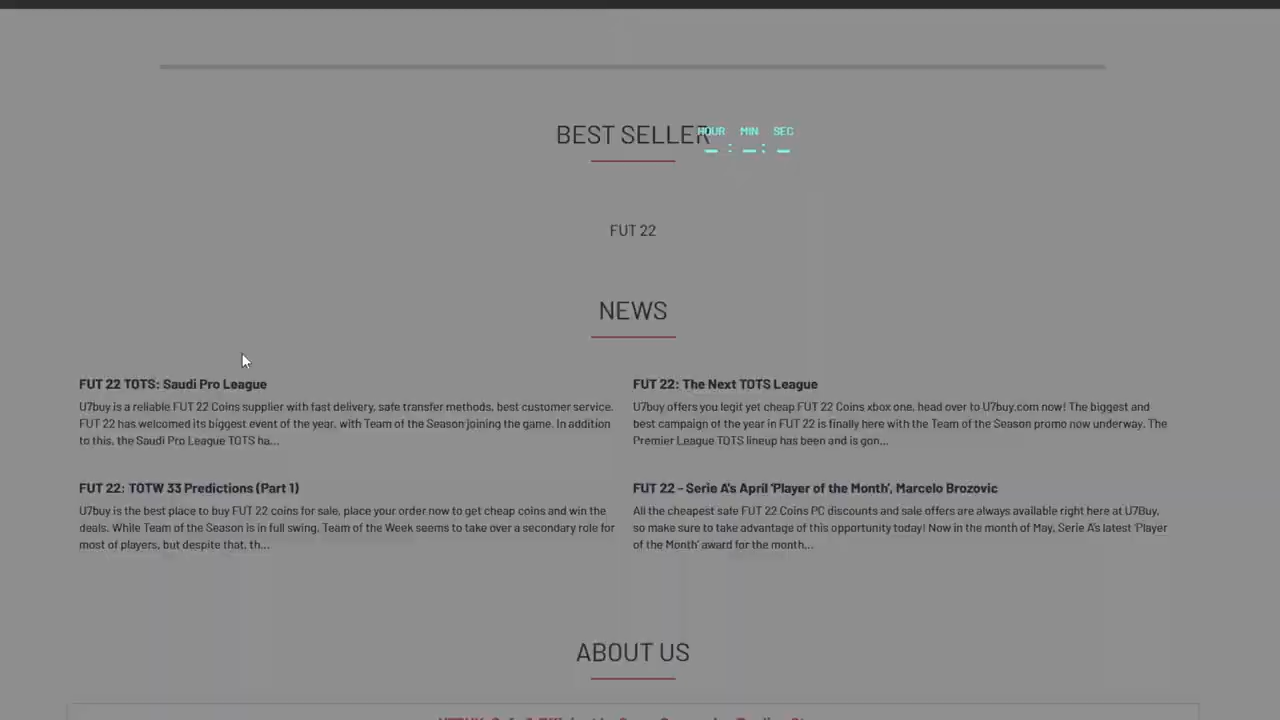 BEST SELLER
HOUR MIN SEC
– : – : –
FUT 22
NEWS
FUT 22 TOTS: Saudi Pro League
U7buy is a reliable FUT 22 Coins supplier with fast delivery, safe transfer methods, best customer service.
FUT 22 has welcomed its biggest event of the year, with Team of the Season joining the game. In addition
to this, the Saudi Pro League TOTS ha...
FUT 22: The Next TOTS League
U7buy offers you legit yet cheap FUT 22 Coins xbox one, head over to U7buy.com now! The biggest and
best campaign of the year in FUT 22 is finally here with the Team of the Season promo now underway. The
Premier League TOTS lineup has been and is gon...
FUT 22: TOTW 33 Predictions (Part 1)
U7buy is the best place to buy FUT 22 coins for sale, place your order now to get cheap coins and win the
deals. While Team of the Season is in full swing, Team of the Week seems to take over a secondary role for
most of players, but despite that, th...
FUT 22 - Serie A's April 'Player of the Month', Marcelo Brozovic
All the cheapest safe FUT 22 Coins PC discounts and sale offers are always available right here at U7Buy,
so make sure to take advantage of this opportunity today! Now in the month of May, Serie A's latest 'Player
of the Month' award for the month...
ABOUT US